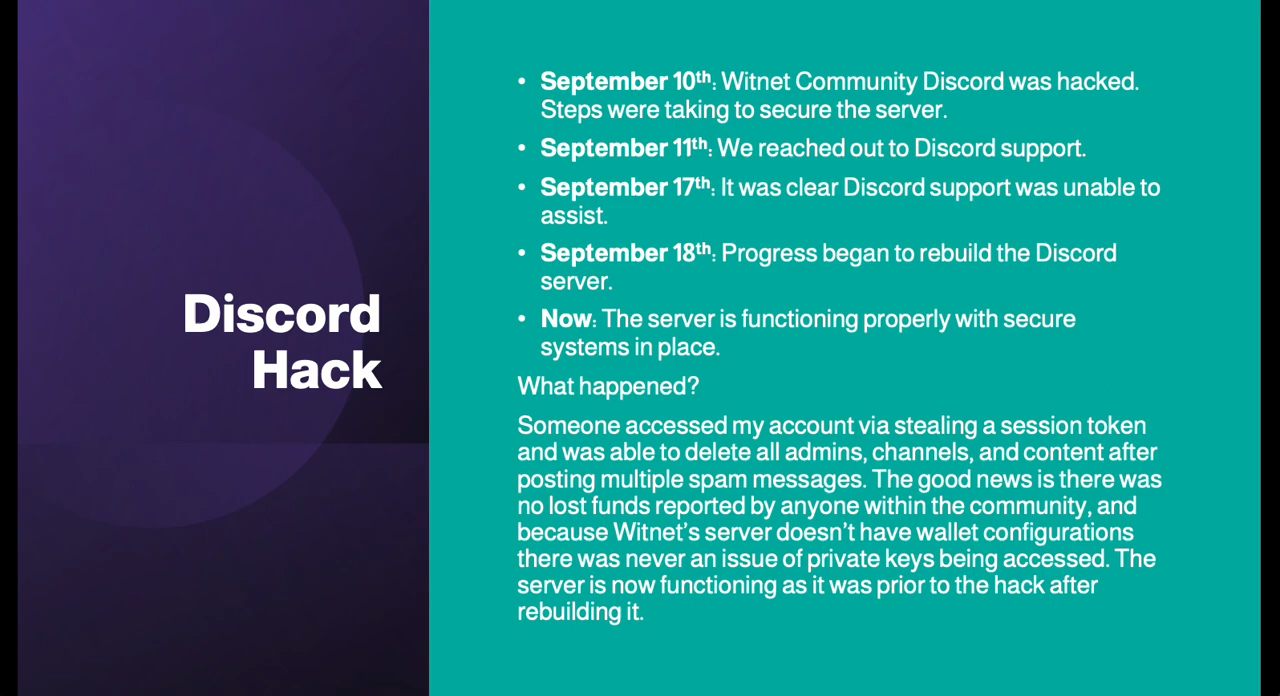 Discord
Hack
• September 10th: Witnet Community Discord was hacked.
Steps were taking to secure the server.
• September 11th: We reached out to Discord support.
• September 17th: It was clear Discord support was unable to
assist.
• September 18th: Progress began to rebuild the Discord
server.
• Now: The server is functioning properly with secure
systems in place.
What happened?
Someone accessed my account via stealing a session token
and was able to delete all admins, channels, and content after
posting multiple spam messages. The good news is there was
no lost funds reported by anyone within the community, and
because Witnet’s server doesn’t have wallet configurations
there was never an issue of private keys being accessed. The
server is now functioning as it was prior to the hack after
rebuilding it.